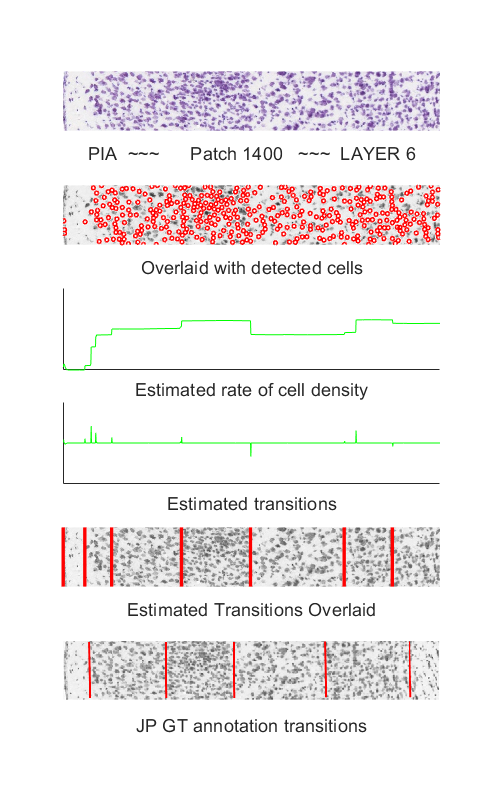 PIA ~~~ Patch 1400 ~~~ LAYER 6
Overlaid with detected cells
Estimated rate of cell density
Estimated transitions
Estimated Transitions Overlaid
JP GT annotation transitions